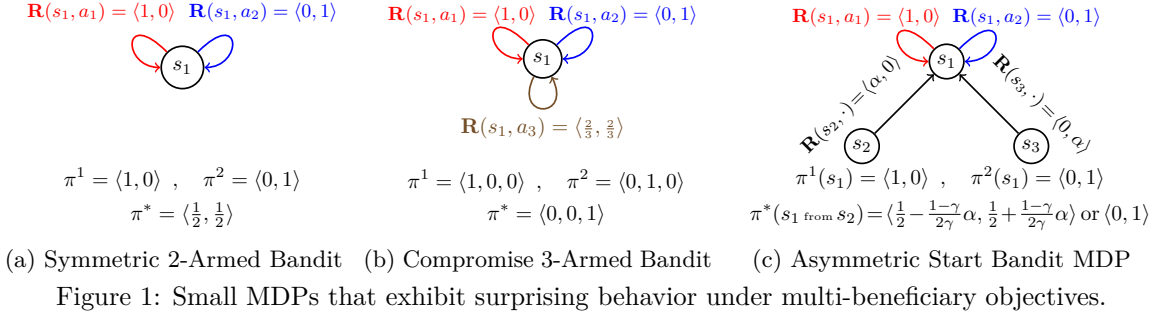 R(s₁, a₁) = ⟨1, 0⟩ R(s₁, a₂) = ⟨0, 1⟩
s₁
π¹ = ⟨1, 0⟩ , π² = ⟨0, 1⟩
π* = ⟨½, ½⟩
(a) Symmetric 2-Armed Bandit
R(s₁, a₁) = ⟨1, 0⟩ R(s₁, a₂) = ⟨0, 1⟩
s₁
R(s₁, a₃) = ⟨⅔, ⅔⟩
π¹ = ⟨1, 0, 0⟩ , π² = ⟨0, 1, 0⟩
π* = ⟨0, 0, 1⟩
(b) Compromise 3-Armed Bandit
R(s₁, a₁) = ⟨1, 0⟩ R(s₁, a₂) = ⟨0, 1⟩
s₁
R(s₂, ·)=⟨α, 0⟩
R(s₃, ·)=⟨0, α⟩
s₂ s₃
π¹(s₁) = ⟨1, 0⟩ , π²(s₁) = ⟨0, 1⟩
π*(s₁ from s₂)=⟨½ − (1−γ)/(2γ) α, ½ + (1−γ)/(2γ) α⟩ or ⟨0, 1⟩
(c) Asymmetric Start Bandit MDP
Figure 1: Small MDPs that exhibit surprising behavior under multi-beneficiary objectives.